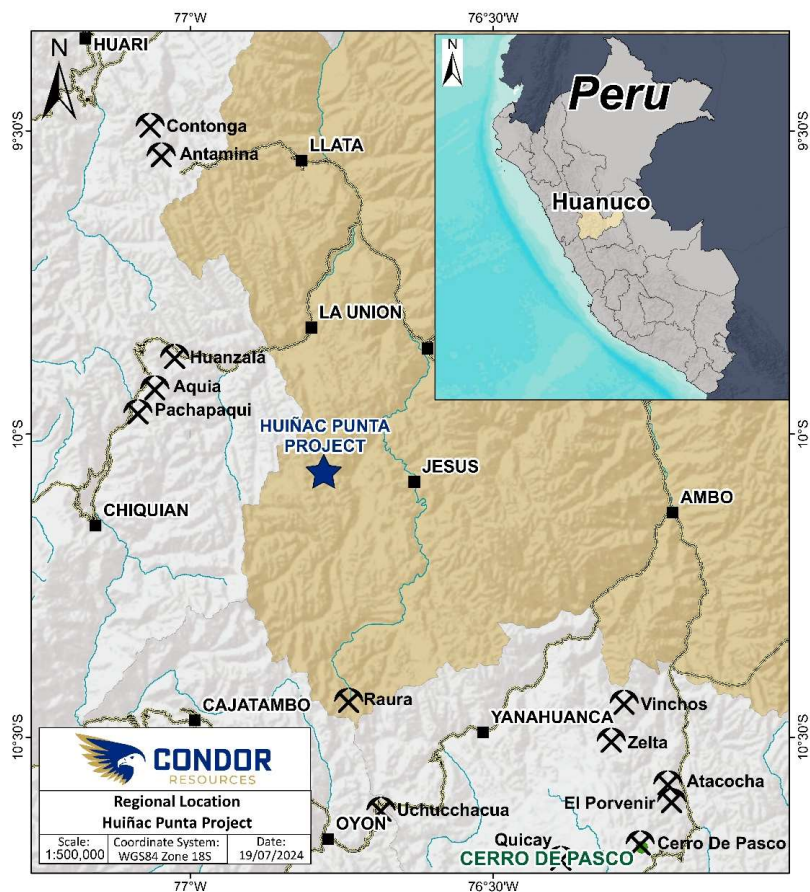 77°W
76°30'W
N
HUARI
N
Peru
Contonga
Antamina
LLATA
9°30'S
9°30'S
Huanuco
LA UNION
Huanzala
Aquia
Pachapaqui
HUIÑAC PUNTA
PROJECT
10°S
10°S
JESUS
CHIQUIAN
AMBO
Raura
CAJATAMBO
YANAHUANCA
Vinchos
10°30'S
10°30'S
Zelta
Atacocha
El Porvenir
Uchucchacua
OYON
Quicay
Cerro De Pasco
CERRO DE PASCO
CONDOR
RESOURCES
Regional Location
Huiñac Punta Project
Scale:
1:500,000
Coordinate System:
WGS84 Zone 18S
Date:
19/07/2024
77°W
76°30'W